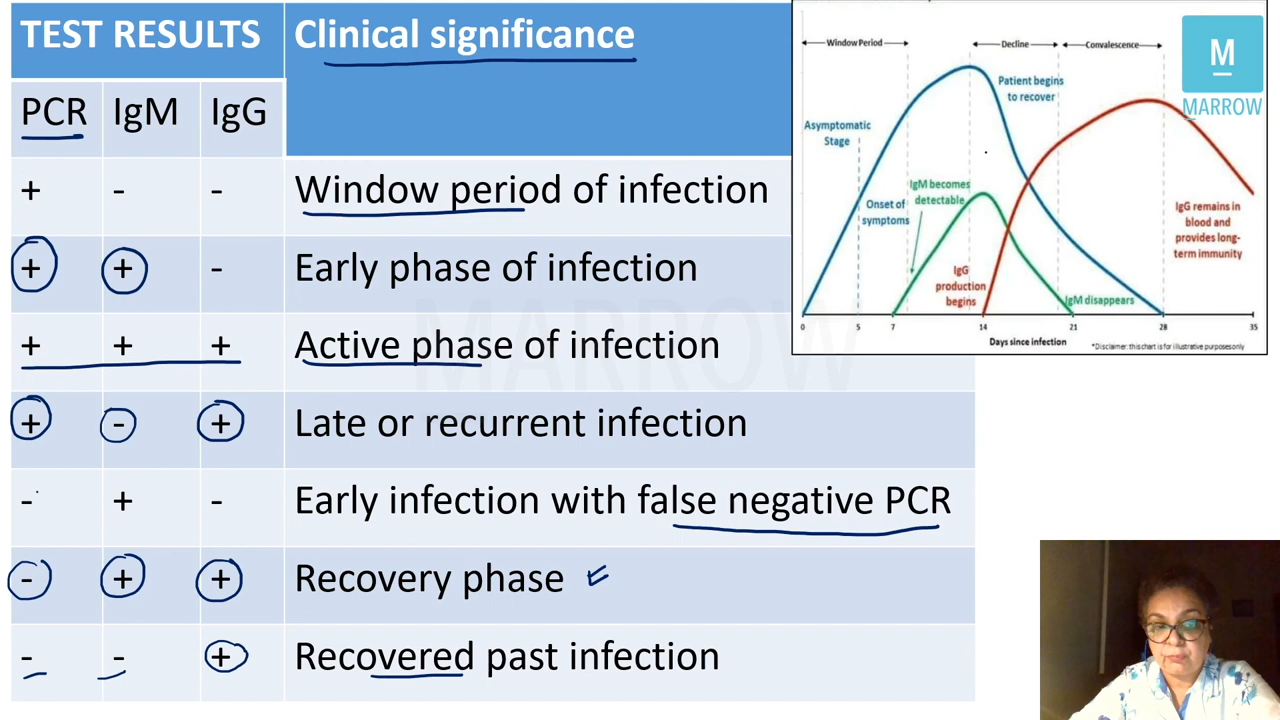 TEST RESULTS Clinical significance
PCR IgM IgG
+ - - Window period of infection
+ + - Early phase of infection
+ + + Active phase of infection
+ - + Late or recurrent infection
- + - Early infection with false negative PCR
- + + Recovery phase
- - + Recovered past infection
Window Period
Decline
Convalescence
Patient begins
to recover
Asymptomatic
Stage
IgM becomes
detectable
Onset of
symptoms
IgG
production
begins
IgG remains in
blood and
provides long-
term immunity
IgM disappears
0 5 7 14 21 28 35
Days since infection
*Disclaimer: this chart is for illustrative purposes only
M
MARROW
MARROW